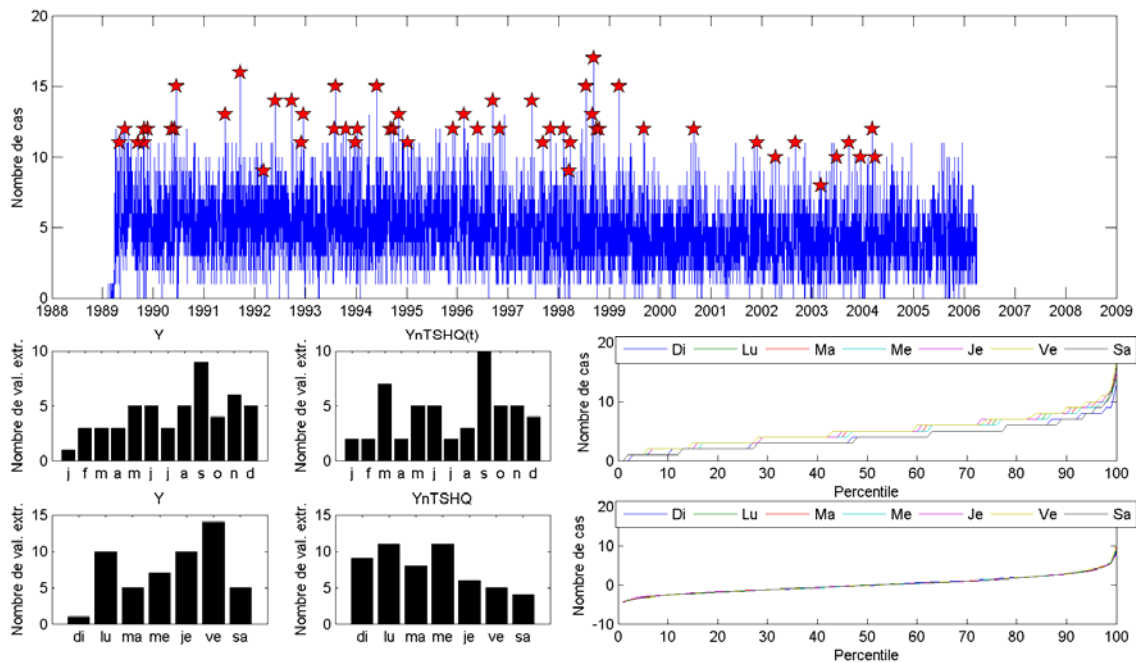 Nombre de cas
20
15
10
5
0
1988 1989 1990 1991 1992 1993 1994 1995 1996 1997 1998 1999 2000 2001 2002 2003 2004 2005 2006 2007 2008 2009
Y
Nombre de val. extr.
10
5
0
j f m a m j j a s o n d
YnTSHQ(t)
Nombre de val. extr.
10
5
0
j f m a m j j a s o n d
Nombre de cas
20
10
0
Di Lu Ma Me Je Ve Sa
1 10 20 30 40 50 60 70 80 90 100
Percentile
Y
Nombre de val. extr.
15
10
5
0
di lu ma me je ve sa
YnTSHQ
Nombre de val. extr.
15
10
5
0
di lu ma me je ve sa
Nombre de cas
20
10
0
-10
Di Lu Ma Me Je Ve Sa
1 10 20 30 40 50 60 70 80 90 100
Percentile